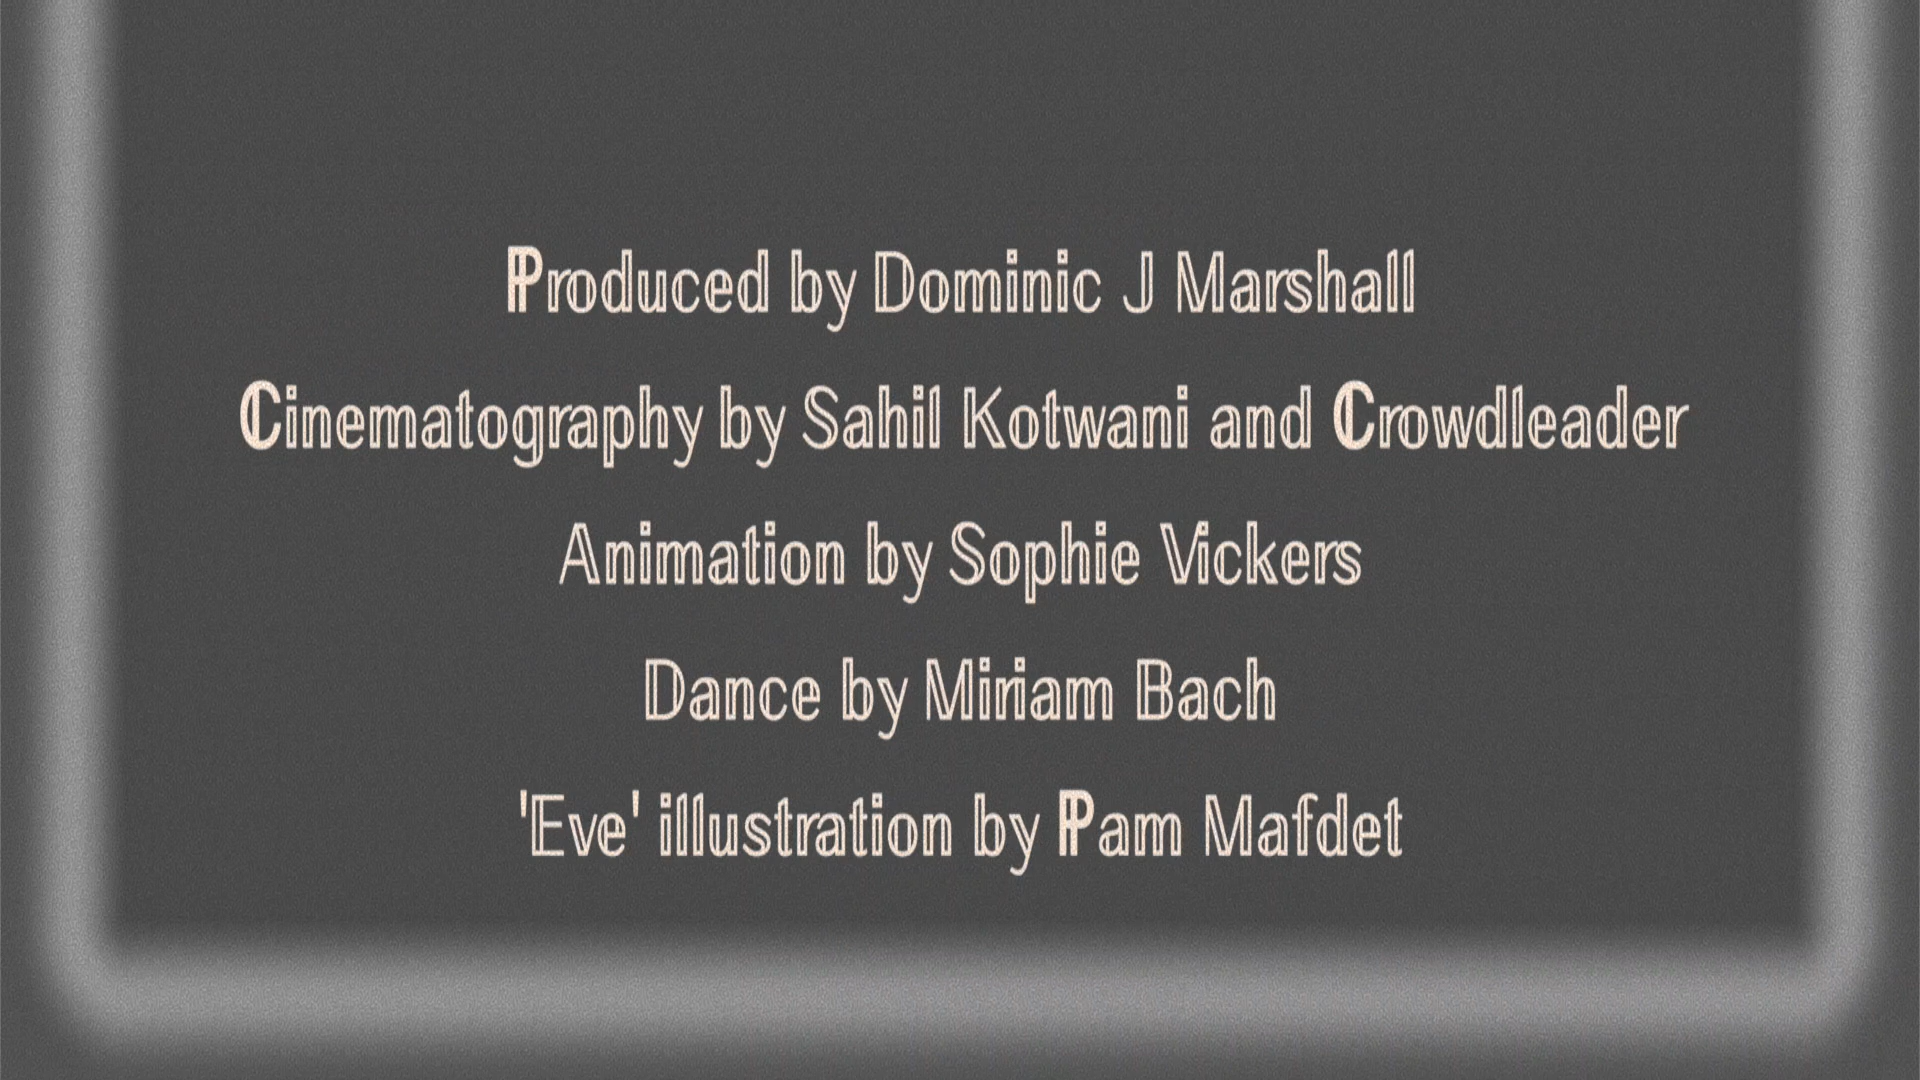 Produced by Dominic J Marshall
Cinematography by Sahil Kotwani and Crowdleader
Animation by Sophie Vickers
Dance by Miriam Bach
'Eve' illustration by Pam Mafdet